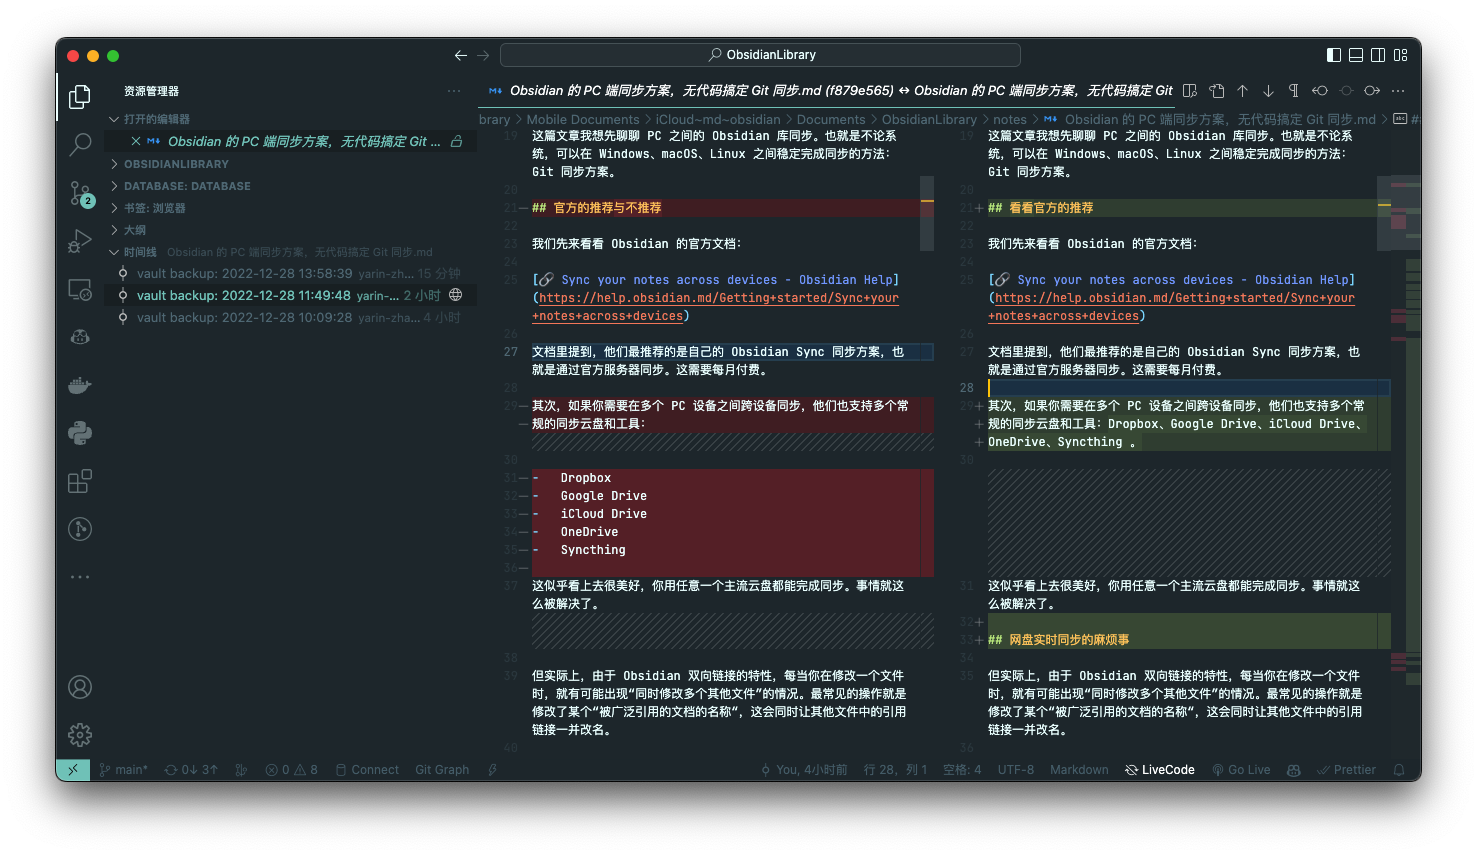 ObsidianLibrary
资源管理器
打开的编辑器
Obsidian 的 PC 端同步方案，无代码搞定 Git ...
OBSIDIANLIBRARY
DATABASE: DATABASE
书签: 浏览器
大纲
时间线 Obsidian 的 PC 端同步方案，无代码搞定 Git 同步.md
vault backup: 2022-12-28 13:58:39 yarin-zh... 15 分钟
vault backup: 2022-12-28 11:49:48 yarin-... 2 小时
vault backup: 2022-12-28 10:09:28 yarin-zha... 4 小时
2
Obsidian 的 PC 端同步方案，无代码搞定 Git 同步.md (f879e565) ↔ Obsidian 的 PC 端同步方案，无代码搞定 Git
brary > Mobile Documents > iCloud~md~obsidian > Documents > ObsidianLibrary > notes > Obsidian 的 PC 端同步方案，无代码搞定 Git 同步.md > abc
19 这篇文章我想先聊聊 PC 之间的 Obsidian 库同步。也就是不论系
统，可以在 Windows、macOS、Linux 之间稳定完成同步的方法：
Git 同步方案。
20
21— ## 官方的推荐与不推荐
22
23 我们先来看看 Obsidian 的官方文档：
24
25 [🔗 Sync your notes across devices - Obsidian Help]
(https://help.obsidian.md/Getting+started/Sync+your
+notes+across+devices)
26
27 文档里提到，他们最推荐的是自己的 Obsidian Sync 同步方案，也
就是通过官方服务器同步。这需要每月付费。
28
29— 其次，如果你需要在多个 PC 设备之间跨设备同步，他们也支持多个常
— 规的同步云盘和工具：
30
31— - Dropbox
32— - Google Drive
33— - iCloud Drive
34— - OneDrive
35— - Syncthing
36—
37 这似乎看上去很美好，你用任意一个主流云盘都能完成同步。事情就这
么被解决了。
38
39 但实际上，由于 Obsidian 双向链接的特性，每当你在修改一个文件
时，就有可能出现“同时修改多个其他文件”的情况。最常见的操作就是
修改了某个“被广泛引用的文档的名称“，这会同时让其他文件中的引用
链接一并改名。
40
19 这篇文章我想先聊聊 PC 之间的 Obsidian 库同步。也就是不论系
统，可以在 Windows、macOS、Linux 之间稳定完成同步的方法：
Git 同步方案。
20
21+ ## 看看官方的推荐
22
23 我们先来看看 Obsidian 的官方文档：
24
25 [🔗 Sync your notes across devices - Obsidian Help]
(https://help.obsidian.md/Getting+started/Sync+your
+notes+across+devices)
26
27 文档里提到，他们最推荐的是自己的 Obsidian Sync 同步方案，也
就是通过官方服务器同步。这需要每月付费。
28
29+ 其次，如果你需要在多个 PC 设备之间跨设备同步，他们也支持多个常
+ 规的同步云盘和工具：Dropbox、Google Drive、iCloud Drive、
+ OneDrive、Syncthing 。
30
31 这似乎看上去很美好，你用任意一个主流云盘都能完成同步。事情就这
么被解决了。
32+
33+ ## 网盘实时同步的麻烦事
34
35 但实际上，由于 Obsidian 双向链接的特性，每当你在修改一个文件
时，就有可能出现“同时修改多个其他文件”的情况。最常见的操作就是
修改了某个“被广泛引用的文档的名称“，这会同时让其他文件中的引用
链接一并改名。
36
main* 0↓ 3↑ 0 8 Connect Git Graph You, 4小时前 行 28，列 1 空格: 4 UTF-8 Markdown LiveCode Go Live Prettier